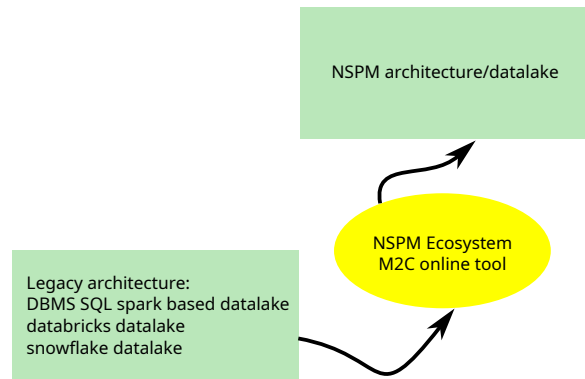 NSPM architecture/datalake
NSPM Ecosystem
M2C online tool
Legacy architecture:
DBMS SQL spark based datalake
databricks datalake
snowflake datalake